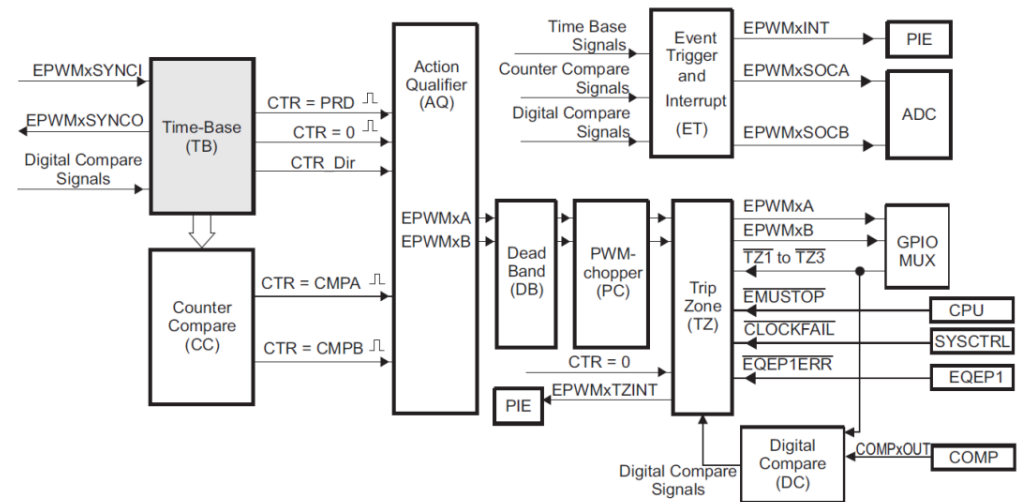 EPWMxSYNCI
EPWMxSYNCO
Digital Compare
Signals
Time-Base
(TB)
CTR = PRD
CTR = 0
CTR_Dir
Counter
Compare
(CC)
CTR = CMPA
CTR = CMPB
Action
Qualifier
(AQ)
EPWMxA
EPWMxB
Dead
Band
(DB)
PWM-
chopper
(PC)
Time Base
Signals
Counter Compare
Signals
Digital Compare
Signals
Event
Trigger
and
Interrupt
(ET)
EPWMxINT
EPWMxSOCA
EPWMxSOCB
PIE
ADC
Trip
Zone
(TZ)
EPWMxA
EPWMxB
TZ1 to TZ3
EMUSTOP
CLOCKFAIL
EQEP1ERR
GPIO
MUX
CPU
SYSCTRL
EQEP1
CTR = 0
EPWMxTZINT
PIE
Digital Compare
Signals
Digital
Compare
(DC)
COMPxOUT
COMP